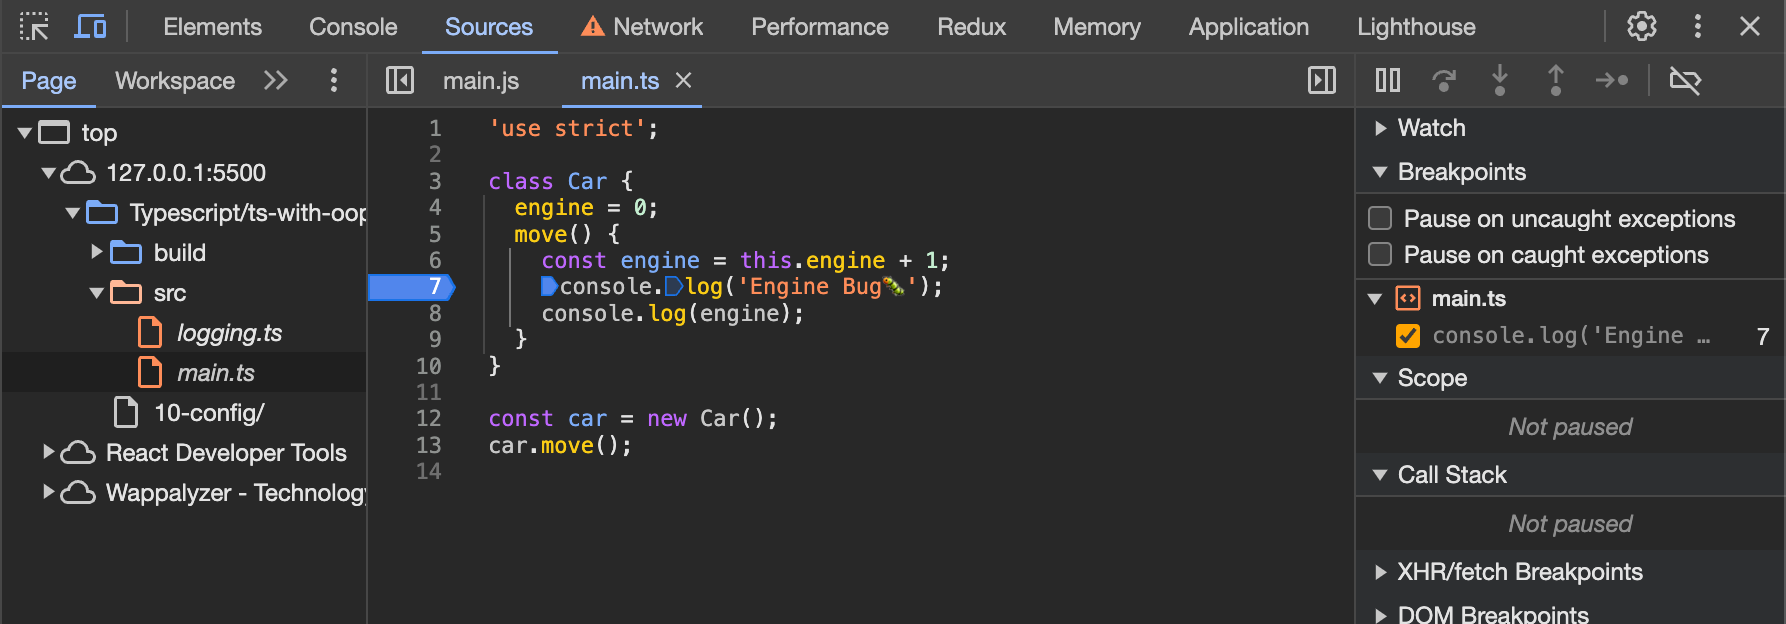 Elements Console Sources Network Performance Redux Memory Application Lighthouse
Page Workspace main.js main.ts
top
127.0.0.1:5500
Typescript/ts-with-oop
build
src
logging.ts
main.ts
10-config/
React Developer Tools
Wappalyzer - Technology
1 'use strict';
2
3 class Car {
4 engine = 0;
5 move() {
6 const engine = this.engine + 1;
7 console.log('Engine Bug🐛');
8 console.log(engine);
9 }
10 }
11
12 const car = new Car();
13 car.move();
14
Watch
Breakpoints
Pause on uncaught exceptions
Pause on caught exceptions
main.ts
console.log('Engine … 7
Scope
Not paused
Call Stack
Not paused
XHR/fetch Breakpoints
DOM Breakpoints